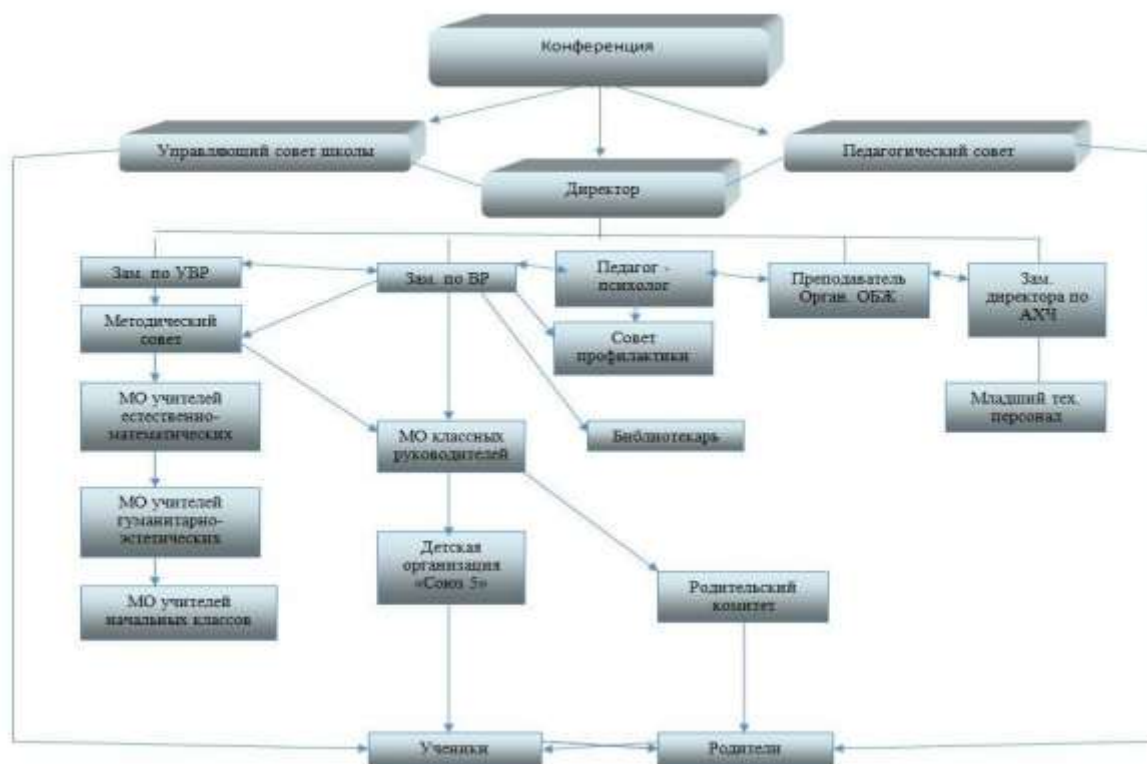 Конференция
Управляющий совет школы
Педагогический совет
Директор
Зам. по УВР
Зам. по ВР
Педагог -
психолог
Преподаватель
Орган. ОБЖ
Зам.
директора по
АХЧ
Методический
совет
Совет
профилактики
МО учителей
естественно-
математических
МО классных
руководителей
Библиотекарь
Младший тех.
персонал
МО учителей
гуманитарно-
эстетических
Детская
организация
«Союз 5»
МО учителей
начальных классов
Родительский
комитет
Ученики
Родители